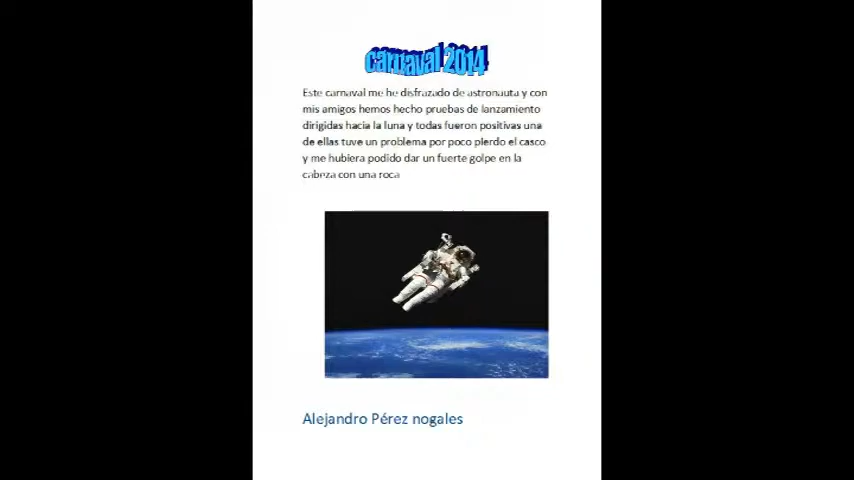 carnaval 2014
Este carnaval me he disfrazado de astronauta y con
mis amigos hemos hecho pruebas de lanzamiento
dirigidas hacia la luna y todas fueron positivas una
de ellas tuve un problema por poco pierdo el casco
y me hubiera podido dar un fuerte golpe en la
cabeza con una roca
Alejandro Pérez nogales